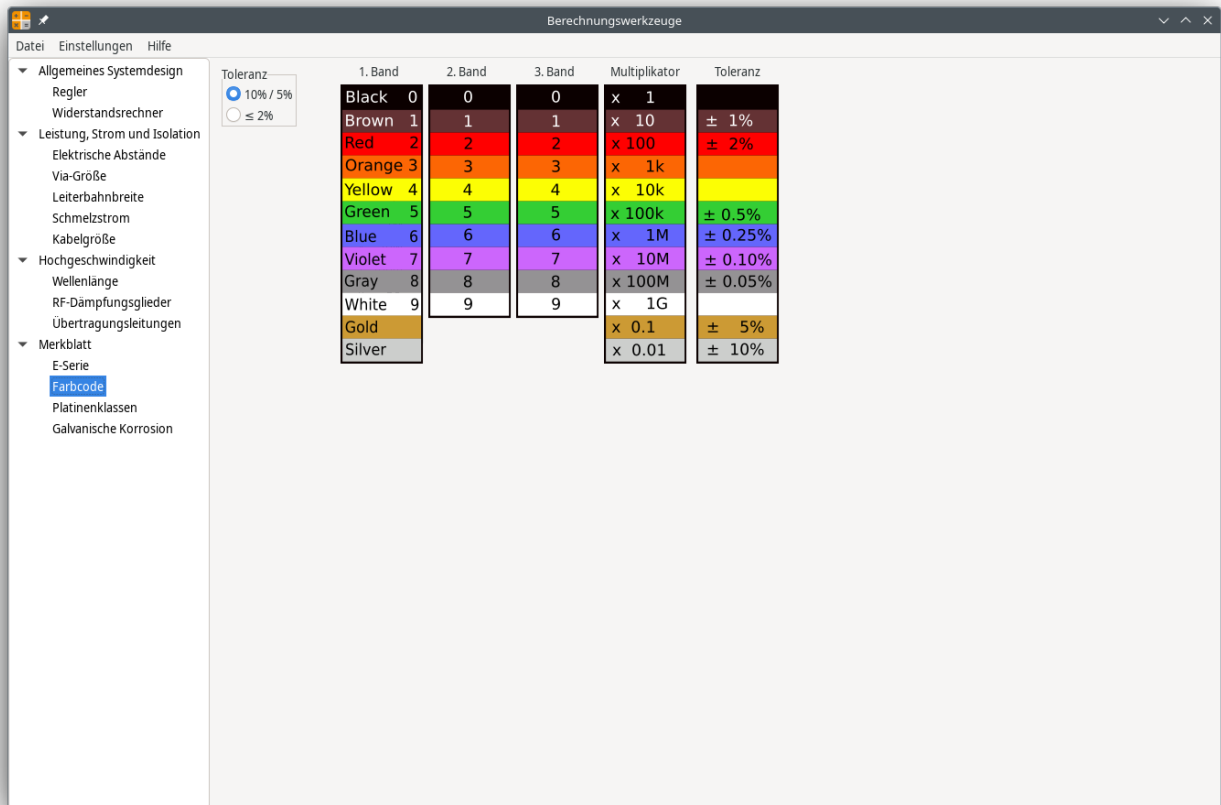 Berechnungswerkzeuge
Datei Einstellungen Hilfe
Allgemeines Systemdesign
Regler
Widerstandsrechner
Leistung, Strom und Isolation
Elektrische Abstände
Via-Größe
Leiterbahnbreite
Schmelzstrom
Kabelgröße
Hochgeschwindigkeit
Wellenlänge
RF-Dämpfungsglieder
Übertragungsleitungen
Merkblatt
E-Serie
Farbcode
Platinenklassen
Galvanische Korrosion
Toleranz
10% / 5%
≤ 2%
1. Band 2. Band 3. Band Multiplikator Toleranz
Black 0 0 0 x 1
Brown 1 1 1 x 10 ± 1%
Red 2 2 2 x 100 ± 2%
Orange 3 3 3 x 1k
Yellow 4 4 4 x 10k
Green 5 5 5 x 100k ± 0.5%
Blue 6 6 6 x 1M ± 0.25%
Violet 7 7 7 x 10M ± 0.10%
Gray 8 8 8 x 100M ± 0.05%
White 9 9 9 x 1G
Gold x 0.1 ± 5%
Silver x 0.01 ± 10%